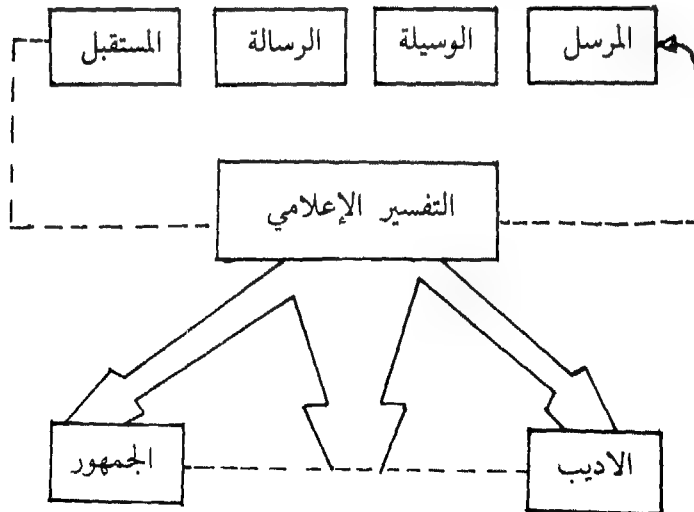 المرسل
الوسيلة
الرسالة
المستقبل
التفسير الإعلامي
الاديب
الجمهور